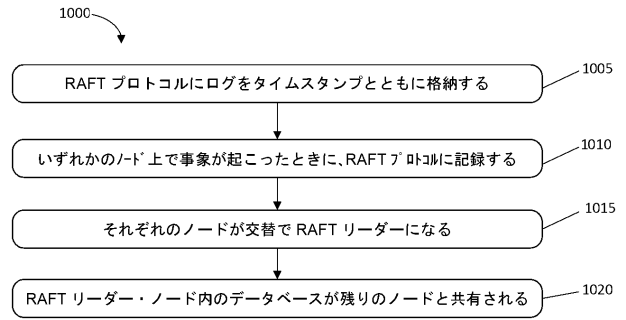 1000
RAFT プロトコルにログをタイムスタンプとともに格納する
1005
いずれかのﾉｰﾄﾞ上で事象が起こったときに、RAFTﾌﾟﾛﾄｺﾙに記録する
1010
それぞれのノードが交替で RAFT リーダーになる
1015
RAFT リーダー・ノード内のデータベースが残りのノードと共有される
1020